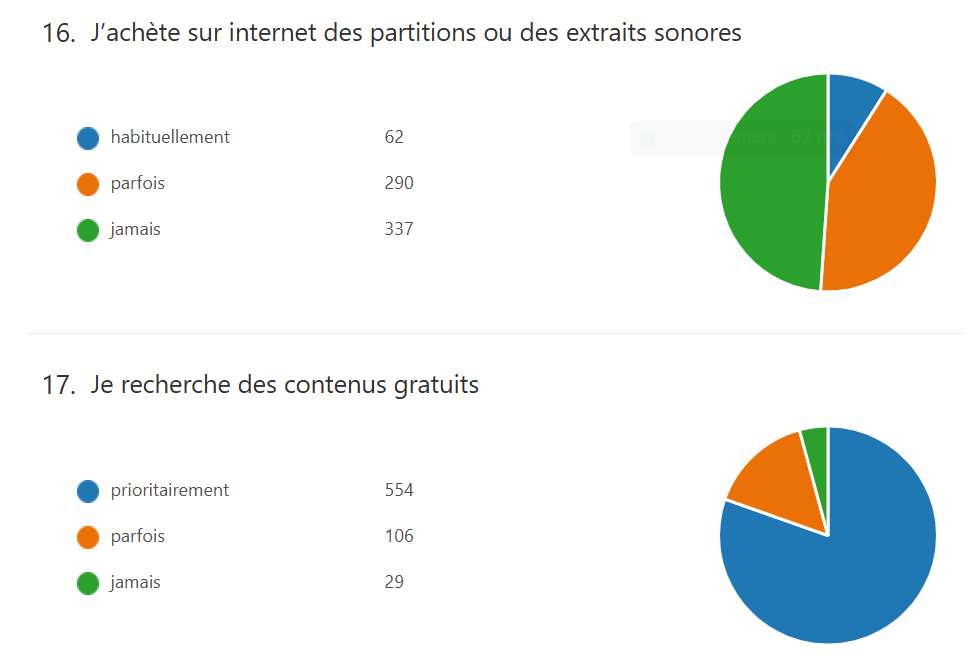 16. J’achète sur internet des partitions ou des extraits sonores
habituellement 62
parfois 290
jamais 337
17. Je recherche des contenus gratuits
prioritairement 554
parfois 106
jamais 29